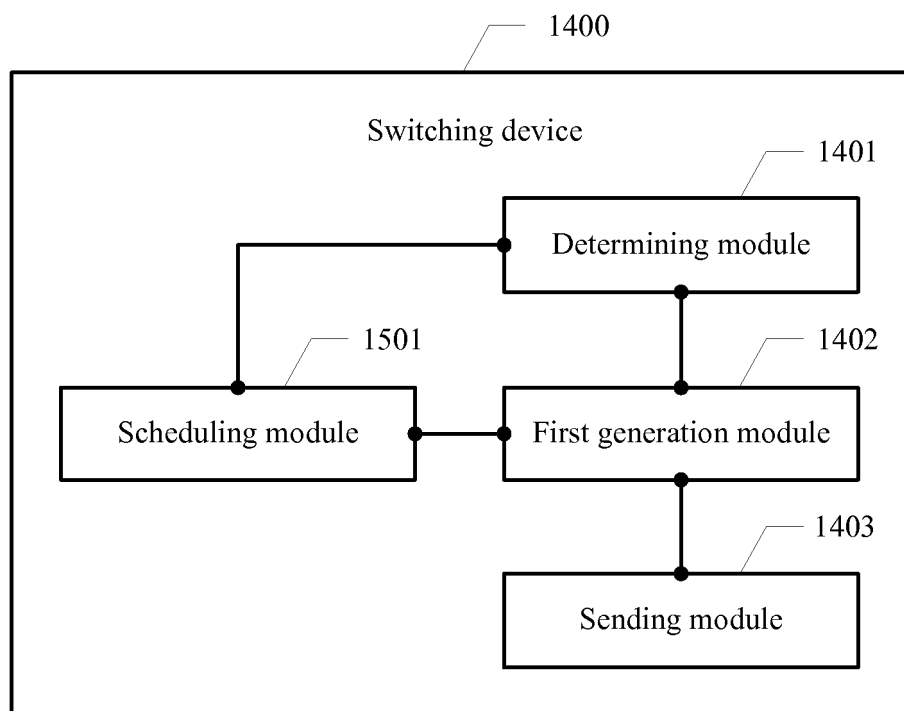 1400
Switching device
1401
Determining module
1501
1402
Scheduling module
First generation module
1403
Sending module